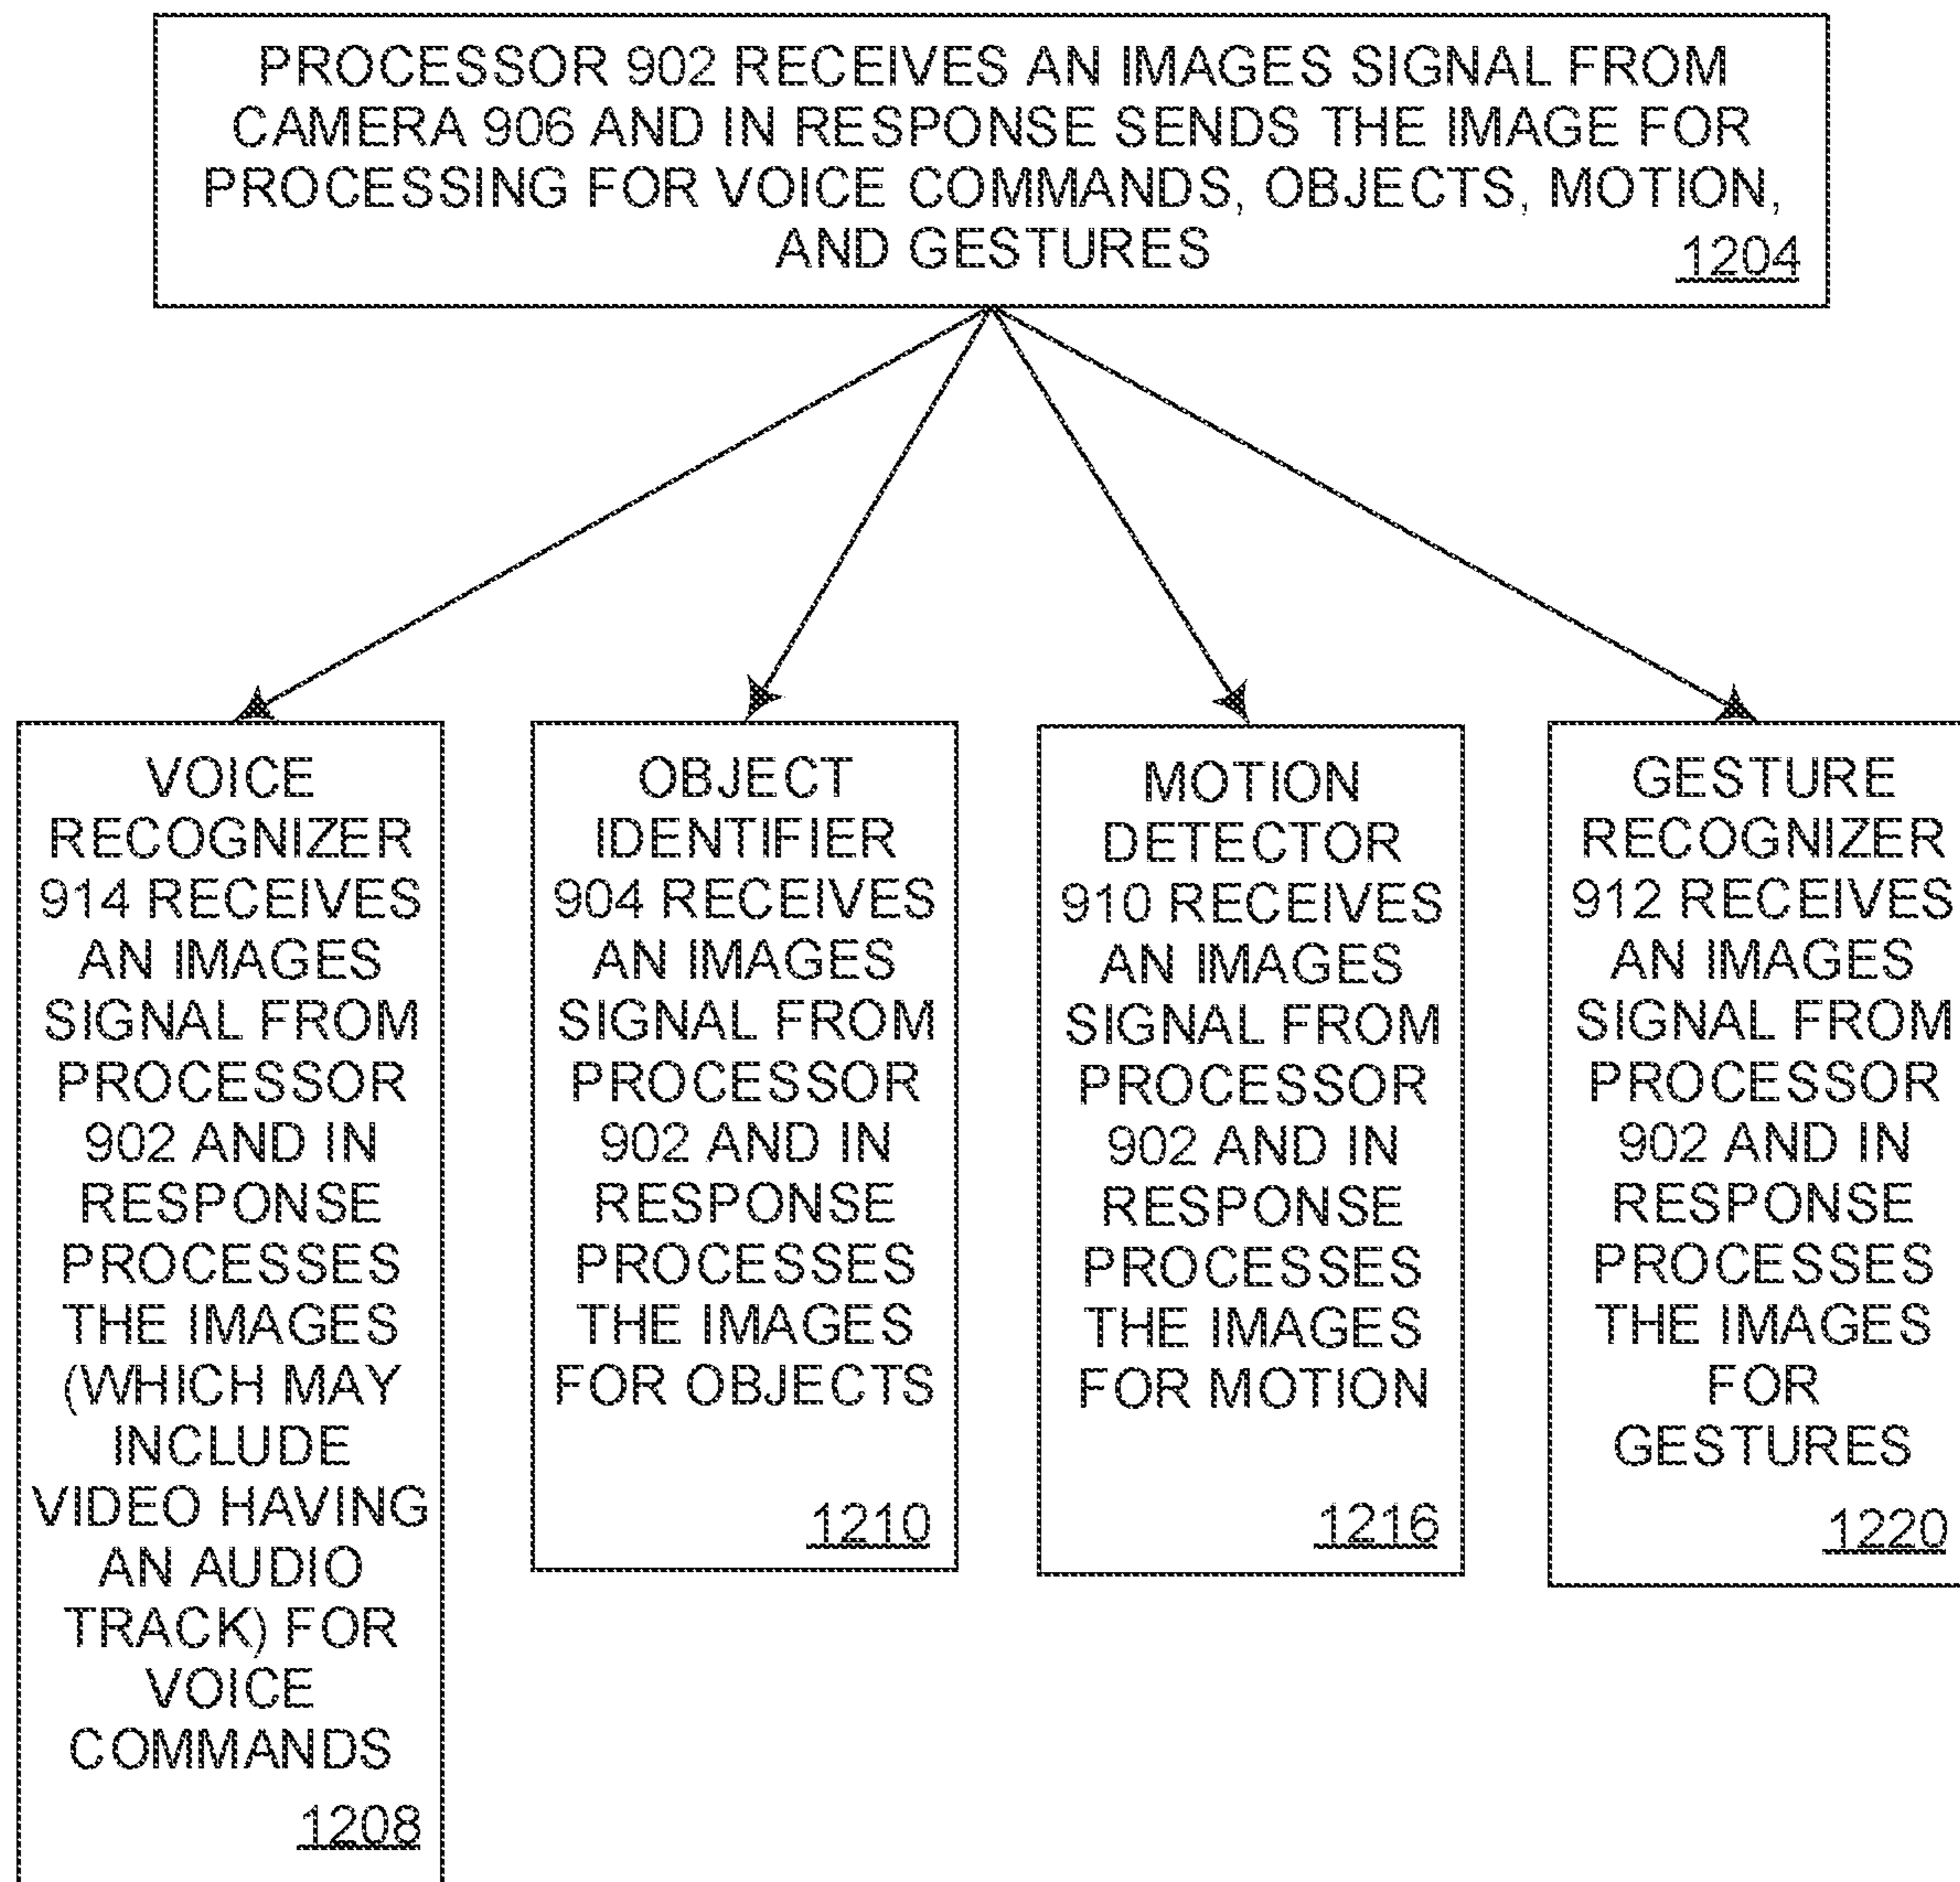 PROCESSOR 902 RECEIVES AN IMAGES SIGNAL FROM
CAMERA 906 AND IN RESPONSE SENDS THE IMAGE FOR
PROCESSING FOR VOICE COMMANDS, OBJECTS, MOTION,
AND GESTURES
1204
VOICE
RECOGNIZER
914 RECEIVES
AN IMAGES
SIGNAL FROM
PROCESSOR
902 AND IN
RESPONSE
PROCESSES
THE IMAGES
(WHICH MAY
INCLUDE
VIDEO HAVING
AN AUDIO
TRACK) FOR
VOICE
COMMANDS
1208
OBJECT
IDENTIFIER
904 RECEIVES
AN IMAGES
SIGNAL FROM
PROCESSOR
902 AND IN
RESPONSE
PROCESSES
THE IMAGES
FOR OBJECTS
1210
MOTION
DETECTOR
910 RECEIVES
AN IMAGES
SIGNAL FROM
PROCESSOR
902 AND IN
RESPONSE
PROCESSES
THE IMAGES
FOR MOTION
1216
GESTURE
RECOGNIZER
912 RECEIVES
AN IMAGES
SIGNAL FROM
PROCESSOR
902 AND IN
RESPONSE
PROCESSES
THE IMAGES
FOR
GESTURES
1220